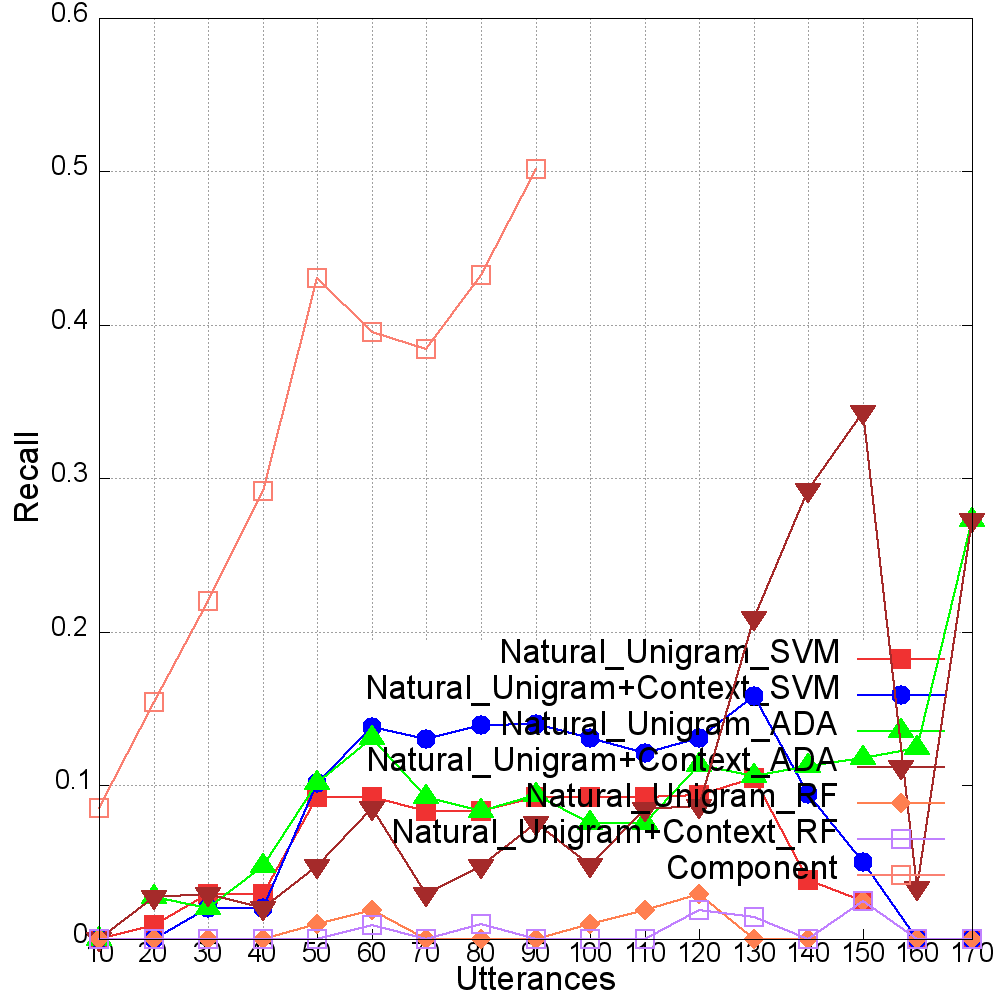 0.6
0.5
0.4
0.3
0.2
0.1
0
Recall
Natural_Unigram_SVM
Natural_Unigram+Context_SVM
Natural_Unigram_ADA
Natural_Unigram+Context_ADA
Natural_Unigram_RF
Natural_Unigram+Context_RF
Component
10 20 30 40 50 60 70 80 90 100 110 120 130 140 150 160 170
Utterances